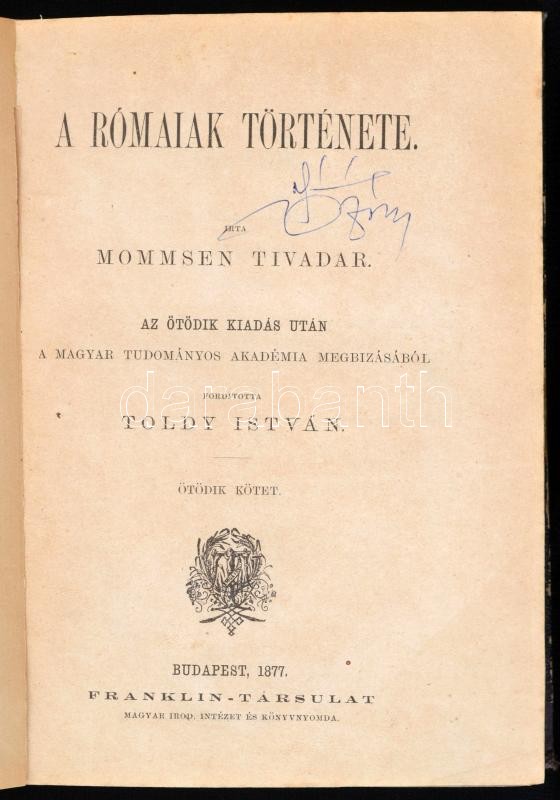 A RÓMAIAK TÖRTÉNETE.
IRTA
MOMMSEN TIVADAR.
AZ ÖTÖDIK KIADÁS UTÁN
A MAGYAR TUDOMÁNYOS AKADÉMIA MEGBIZÁSÁBÓL
darabanth
FORDITOTTA
TOLDY ISTVÁN.
ÖTÖDIK KÖTET.
BUDAPEST, 1877.
FRANKLIN-TÁRSULAT
MAGYAR IROD. INTÉZET ÉS KÖNYVNYOMDA.